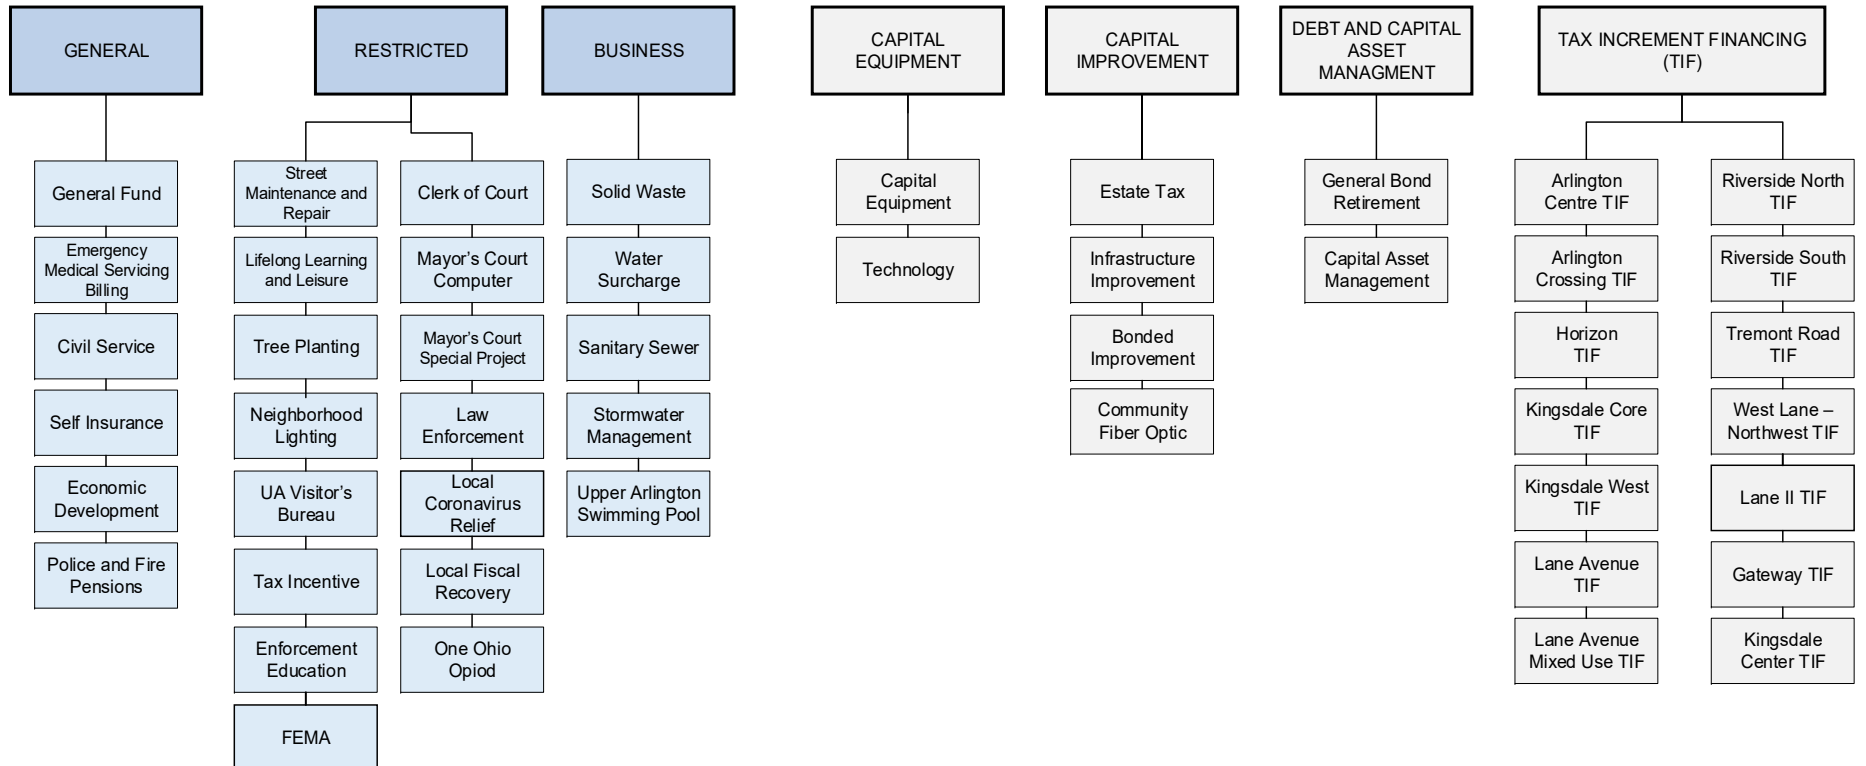 GENERAL
RESTRICTED
BUSINESS
CAPITAL
EQUIPMENT
CAPITAL
IMPROVEMENT
DEBT AND CAPITAL
ASSET
MANAGMENT
TAX INCREMENT FINANCING
(TIF)
General Fund
Emergency
Medical Servicing
Billing
Civil Service
Self Insurance
Economic
Development
Police and Fire
Pensions
Street
Maintenance and
Repair
Lifelong Learning
and Leisure
Tree Planting
Neighborhood
Lighting
UA Visitor’s
Bureau
Tax Incentive
Enforcement
Education
FEMA
Clerk of Court
Mayor’s Court
Computer
Mayor’s Court
Special Project
Law
Enforcement
Local
Coronavirus
Relief
Local Fiscal
Recovery
One Ohio
Opiod
Solid Waste
Water
Surcharge
Sanitary Sewer
Stormwater
Management
Upper Arlington
Swimming Pool
Capital
Equipment
Technology
Estate Tax
Infrastructure
Improvement
Bonded
Improvement
Community
Fiber Optic
General Bond
Retirement
Capital Asset
Management
Arlington
Centre TIF
Arlington
Crossing TIF
Horizon
TIF
Kingsdale Core
TIF
Kingsdale West
TIF
Lane Avenue
TIF
Lane Avenue
Mixed Use TIF
Riverside North
TIF
Riverside South
TIF
Tremont Road
TIF
West Lane –
Northwest TIF
Lane II TIF
Gateway TIF
Kingsdale
Center TIF